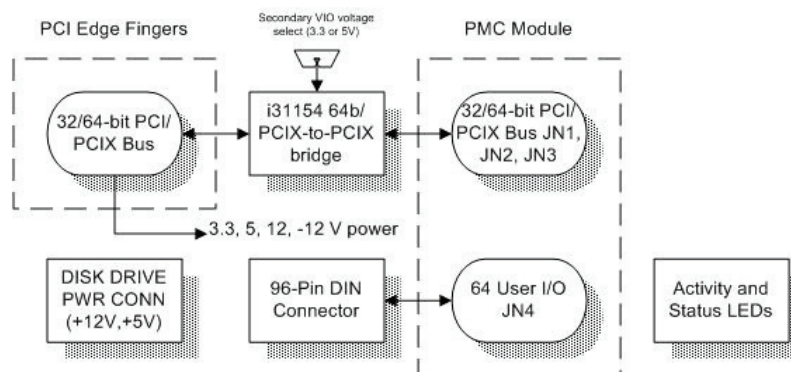 Secondary VIO voltage
select (3.3 or 5V)
PCI Edge Fingers
PMC Module
32/64-bit PCI/
PCIX Bus
i31154 64b/
PCIX-to-PCIX
bridge
32/64-bit PCI/
PCIX Bus JN1,
JN2, JN3
3.3, 5, 12, -12 V power
DISK DRIVE
PWR CONN
(+12V,+5V)
96-Pin DIN
Connector
64 User I/O
JN4
Activity and
Status LEDs